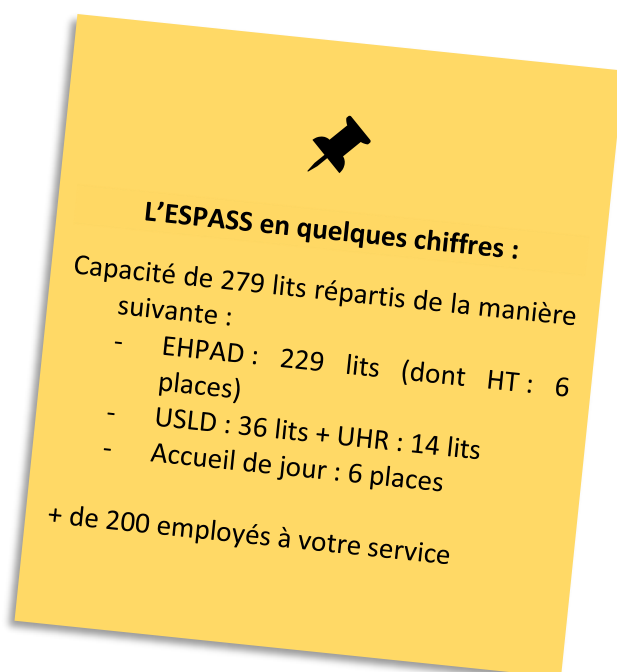 L’ESPASS en quelques chiffres :
Capacité de 279 lits répartis de la manière
suivante :
- EHPAD : 229 lits (dont HT : 6
places)
- USLD : 36 lits + UHR : 14 lits
- Accueil de jour : 6 places
+ de 200 employés à votre service